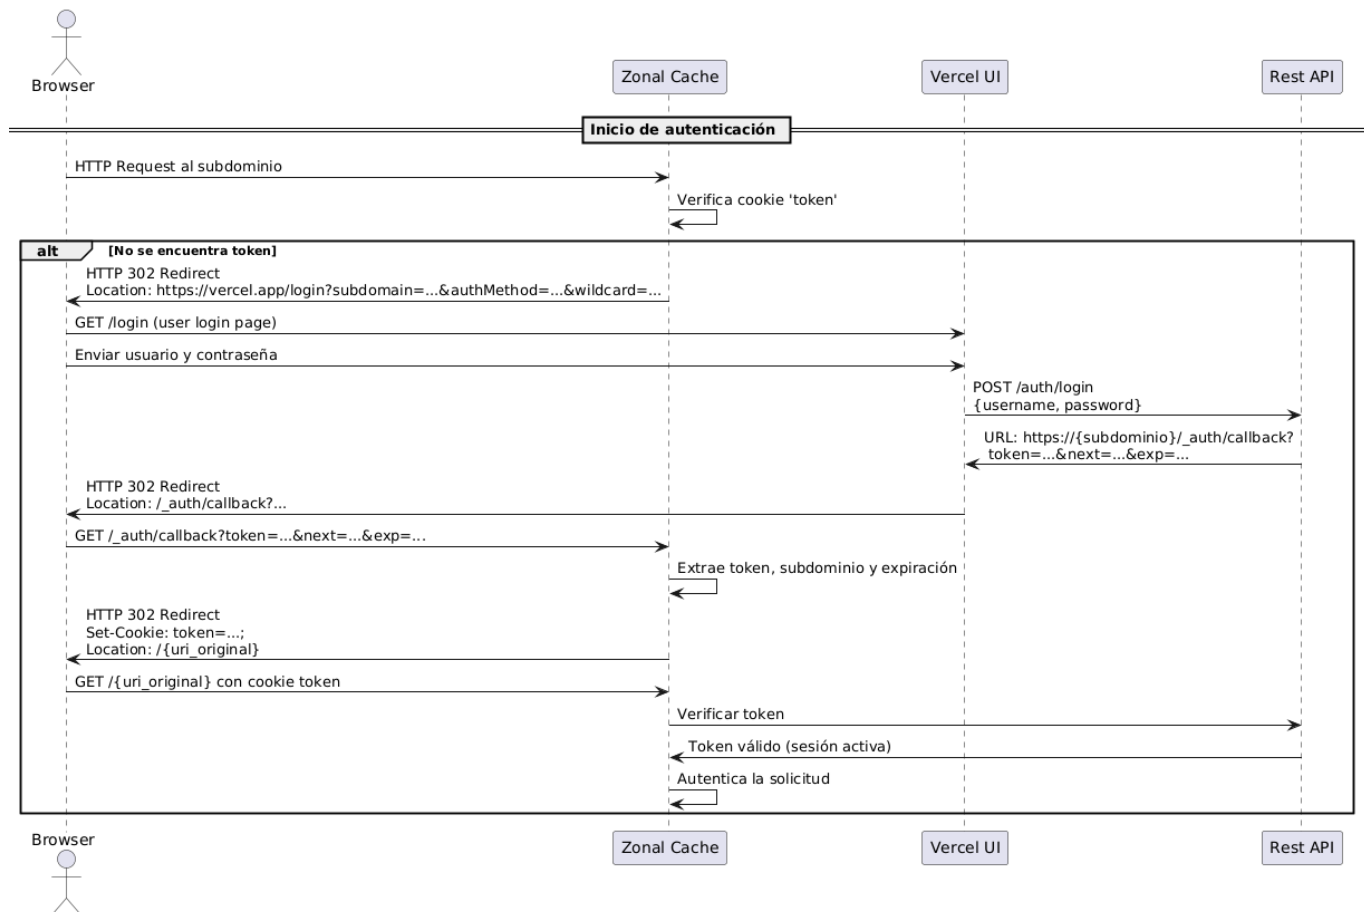 Browser
Zonal Cache
Vercel UI
Rest API
Inicio de autenticación
HTTP Request al subdominio
Verifica cookie 'token'
alt
[No se encuentra token]
HTTP 302 Redirect
Location: https://vercel.app/login?subdomain=...&authMethod=...&wildcard=...
GET /login (user login page)
Enviar usuario y contraseña
POST /auth/login
{username, password}
URL: https://{subdominio}/_auth/callback?
token=...&next=...&exp=...
HTTP 302 Redirect
Location: /_auth/callback?...
GET /_auth/callback?token=...&next=...&exp=...
Extrae token, subdominio y expiración
HTTP 302 Redirect
Set-Cookie: token=...;
Location: /{uri_original}
GET /{uri_original} con cookie token
Verificar token
Token válido (sesión activa)
Autentica la solicitud
Browser
Zonal Cache
Vercel UI
Rest API